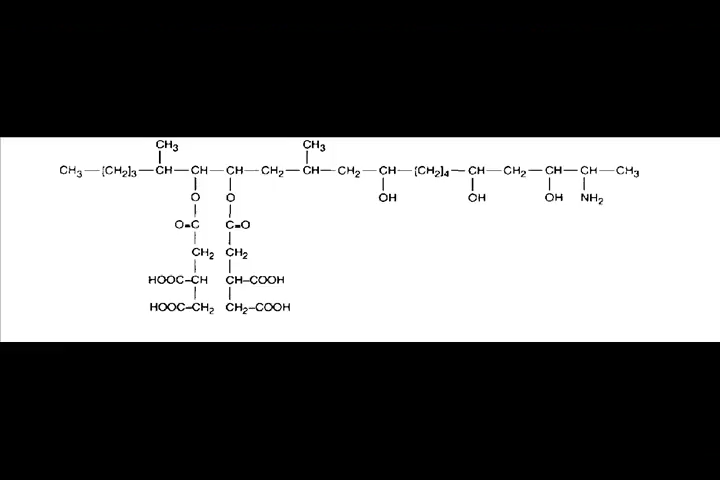 CH₃ CH₃
CH₃—(CH₂)₃—CH—CH—CH—CH₂—CH—CH₂—CH—(CH₂)₄—CH—CH₂—CH—CH—CH₃
O O OH OH OH NH₂
O=C C=O
CH₂ CH₂
HOOC—CH CH—COOH
HOOC—CH₂ CH₂—COOH